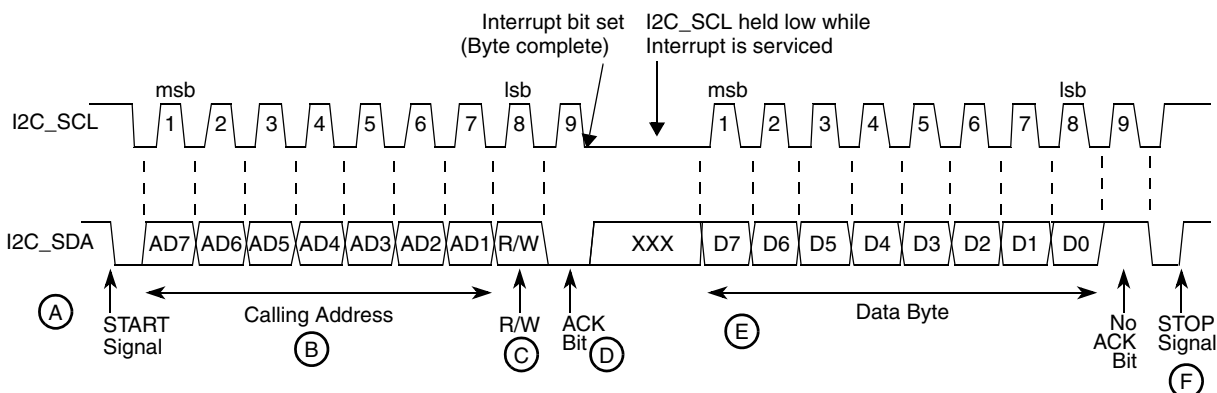 Interrupt bit set
(Byte complete)
I2C_SCL held low while
Interrupt is serviced
msb lsb msb lsb
I2C_SCL 1 2 3 4 5 6 7 8 9 1 2 3 4 5 6 7 8 9
I2C_SDA AD7 AD6 AD5 AD4 AD3 AD2 AD1 R/W XXX D7 D6 D5 D4 D3 D2 D1 D0
A
START
Signal
Calling Address
B
R/W
C
ACK
Bit
D
E
Data Byte
No
ACK
Bit
STOP
Signal
F